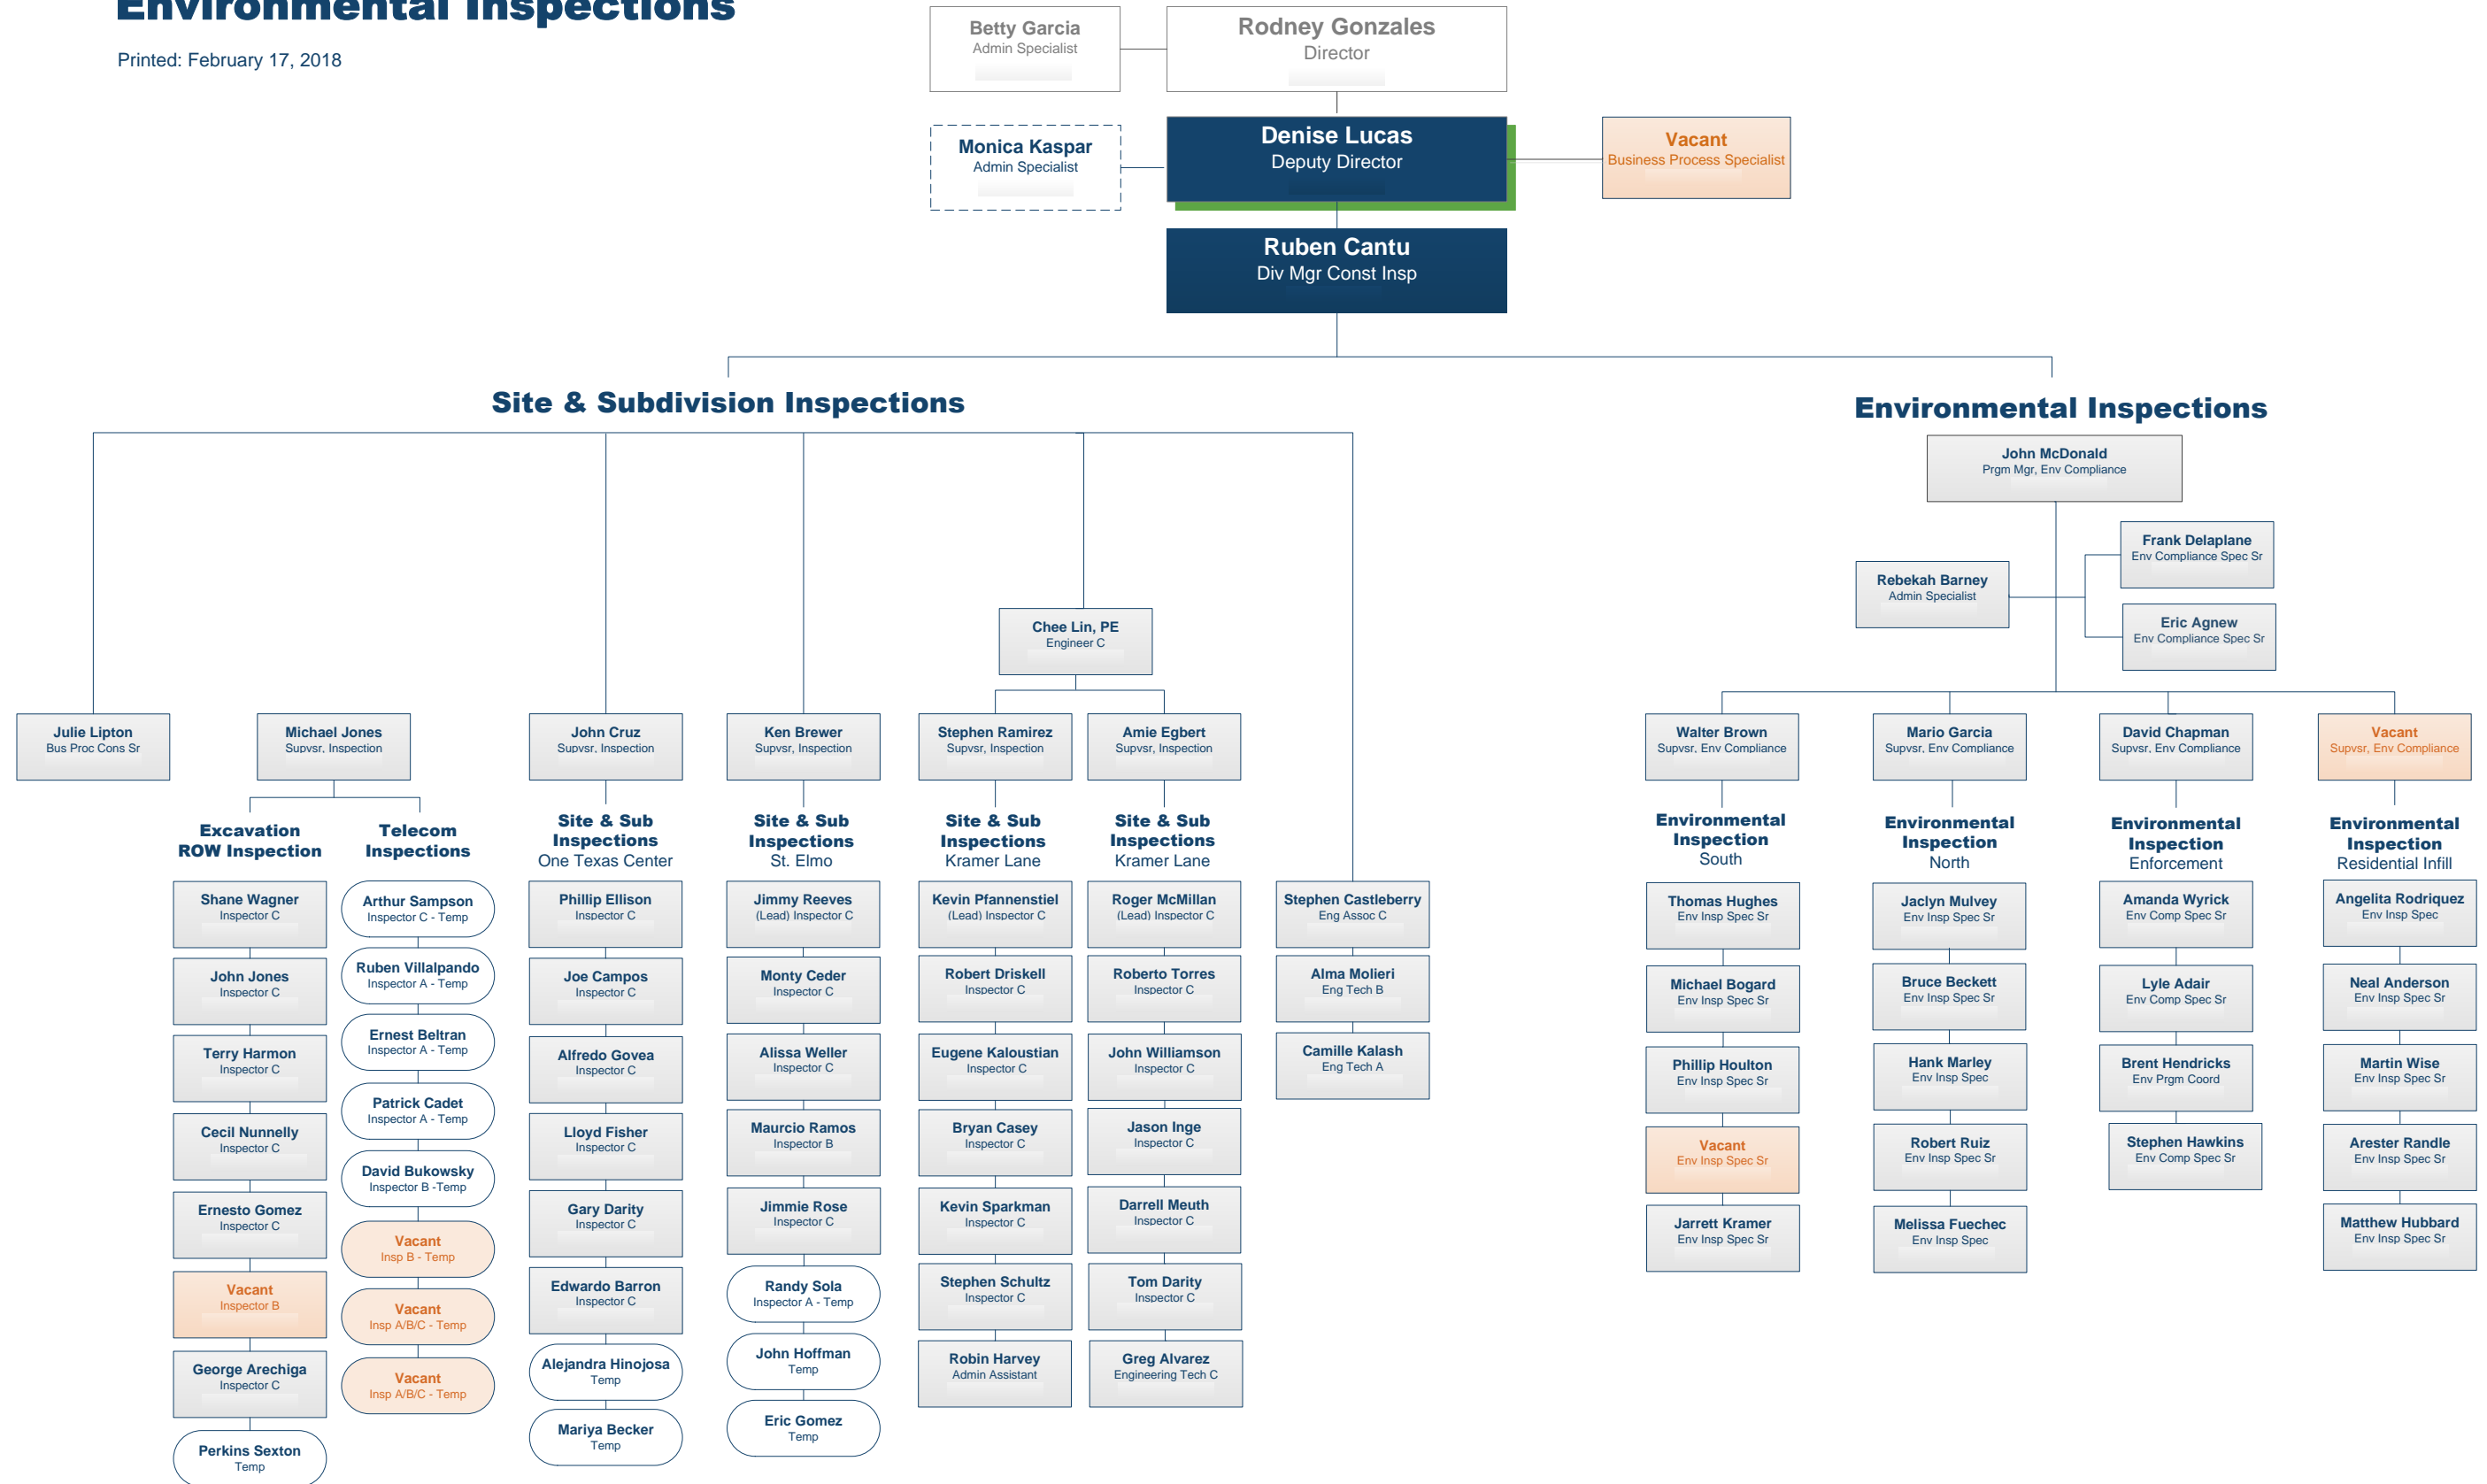 Environmental Inspections
Printed: February 17, 2018
Betty Garcia
Admin Specialist
Rodney Gonzales
Director
Monica Kaspar
Admin Specialist
Denise Lucas
Deputy Director
Vacant
Business Process Specialist
Ruben Cantu
Div Mgr Const Insp
Site & Subdivision Inspections
Chee Lin, PE
Engineer C
Julie Lipton
Bus Proc Cons Sr
Michael Jones
Supvsr, Inspection
Excavation
ROW Inspection
Shane Wagner
Inspector C
John Jones
Inspector C
Terry Harmon
Inspector C
Cecil Nunnelly
Inspector C
Ernesto Gomez
Inspector C
Vacant
Inspector B
George Arechiga
Inspector C
Perkins Sexton
Temp
Telecom
Inspections
Arthur Sampson
Inspector C - Temp
Ruben Villalpando
Inspector A - Temp
Ernest Beltran
Inspector A - Temp
Patrick Cadet
Inspector A - Temp
David Bukowsky
Inspector B -Temp
Vacant
Insp B - Temp
Vacant
Insp A/B/C - Temp
Vacant
Insp A/B/C - Temp
John Cruz
Supvsr, Inspection
Site & Sub
Inspections
One Texas Center
Phillip Ellison
Inspector C
Joe Campos
Inspector C
Alfredo Govea
Inspector C
Lloyd Fisher
Inspector C
Gary Darity
Inspector C
Edwardo Barron
Inspector C
Alejandra Hinojosa
Temp
Mariya Becker
Temp
Ken Brewer
Supvsr, Inspection
Site & Sub
Inspections
St. Elmo
Jimmy Reeves
(Lead) Inspector C
Monty Ceder
Inspector C
Alissa Weller
Inspector C
Maurcio Ramos
Inspector B
Jimmie Rose
Inspector C
Randy Sola
Inspector A - Temp
John Hoffman
Temp
Eric Gomez
Temp
Stephen Ramirez
Supvsr, Inspection
Site & Sub
Inspections
Kramer Lane
Kevin Pfannenstiel
(Lead) Inspector C
Robert Driskell
Inspector C
Eugene Kaloustian
Inspector C
Bryan Casey
Inspector C
Kevin Sparkman
Inspector C
Stephen Schultz
Inspector C
Robin Harvey
Admin Assistant
Amie Egbert
Supvsr, Inspection
Site & Sub
Inspections
Kramer Lane
Roger McMillan
(Lead) Inspector C
Roberto Torres
Inspector C
John Williamson
Inspector C
Jason Inge
Inspector C
Darrell Meuth
Inspector C
Tom Darity
Inspector C
Greg Alvarez
Engineering Tech C
Stephen Castleberry
Eng Assoc C
Alma Molieri
Eng Tech B
Camille Kalash
Eng Tech A
Environmental Inspections
John McDonald
Prgm Mgr, Env Compliance
Frank Delaplane
Env Compliance Spec Sr
Rebekah Barney
Admin Specialist
Eric Agnew
Env Compliance Spec Sr
Walter Brown
Supvsr, Env Compliance
Environmental
Inspection
South
Thomas Hughes
Env Insp Spec Sr
Michael Bogard
Env Insp Spec Sr
Phillip Houlton
Env Insp Spec Sr
Vacant
Env Insp Spec Sr
Jarrett Kramer
Env Insp Spec Sr
Mario Garcia
Supvsr, Env Compliance
Environmental
Inspection
North
Jaclyn Mulvey
Env Insp Spec Sr
Bruce Beckett
Env Insp Spec Sr
Hank Marley
Env Insp Spec
Robert Ruiz
Env Insp Spec Sr
Melissa Fuechec
Env Insp Spec
David Chapman
Supvsr, Env Compliance
Environmental
Inspection
Enforcement
Amanda Wyrick
Env Comp Spec Sr
Lyle Adair
Env Comp Spec Sr
Brent Hendricks
Env Prgm Coord
Stephen Hawkins
Env Comp Spec Sr
Vacant
Supvsr, Env Compliance
Environmental
Inspection
Residential Infill
Angelita Rodriquez
Env Insp Spec
Neal Anderson
Env Insp Spec Sr
Martin Wise
Env Insp Spec Sr
Arester Randle
Env Insp Spec Sr
Matthew Hubbard
Env Insp Spec Sr